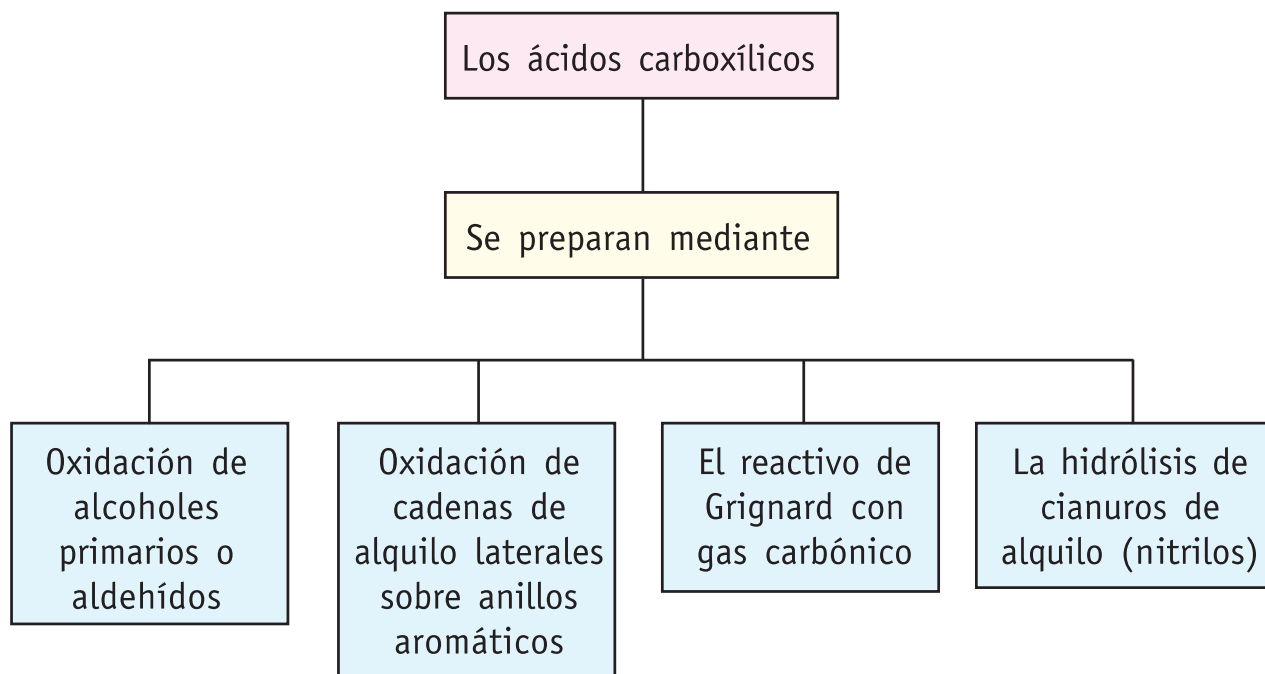 Los ácidos carboxílicos
Se preparan mediante
Oxidación de
alcoholes
primarios o
aldehídos
Oxidación de
cadenas de
alquilo laterales
sobre anillos
aromáticos
El reactivo de
Grignard con
gas carbónico
La hidrólisis de
cianuros de
alquilo (nitrilos)